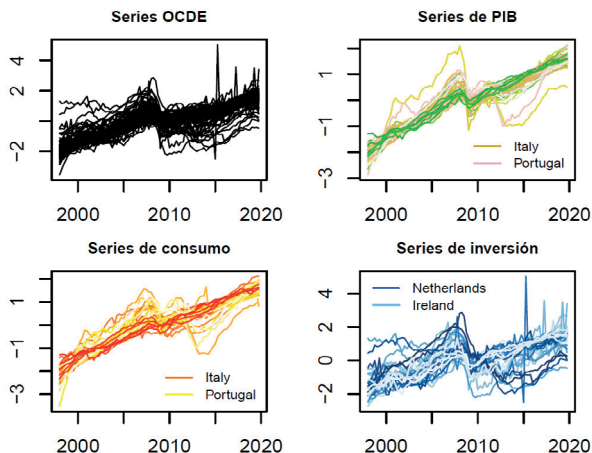 Series OCDE
4
2
−2
2000
2010
2020
Series de PIB
1
−1
−3
Italy
Portugal
2000
2010
2020
Series de consumo
1
−1
−3
Italy
Portugal
2000
2010
2020
Series de inversión
4
2
0
−2
Netherlands
Ireland
2000
2010
2020